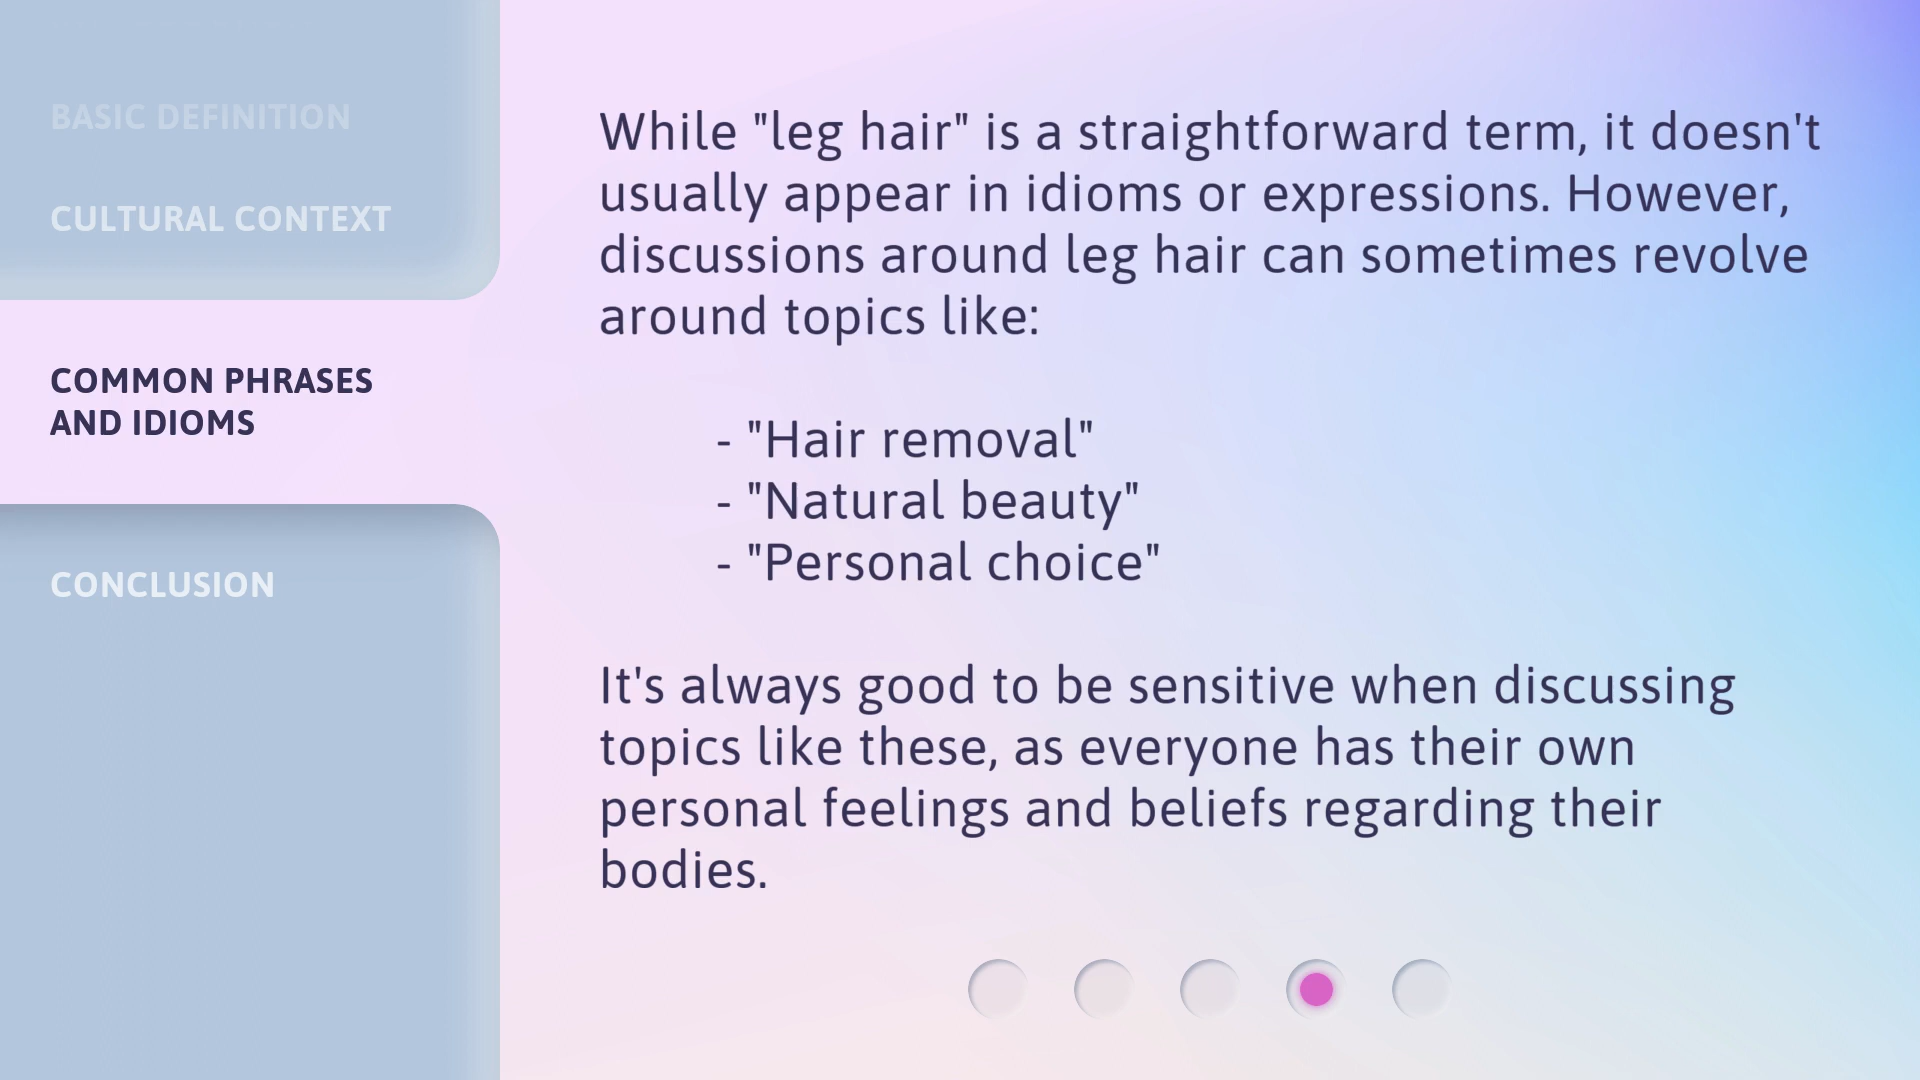 BASIC DEFINITION
CULTURAL CONTEXT
COMMON PHRASES
AND IDIOMS
CONCLUSION
While "leg hair" is a straightforward term, it doesn't
usually appear in idioms or expressions. However,
discussions around leg hair can sometimes revolve
around topics like:
- "Hair removal"
- "Natural beauty"
- "Personal choice"
It's always good to be sensitive when discussing
topics like these, as everyone has their own
personal feelings and beliefs regarding their
bodies.